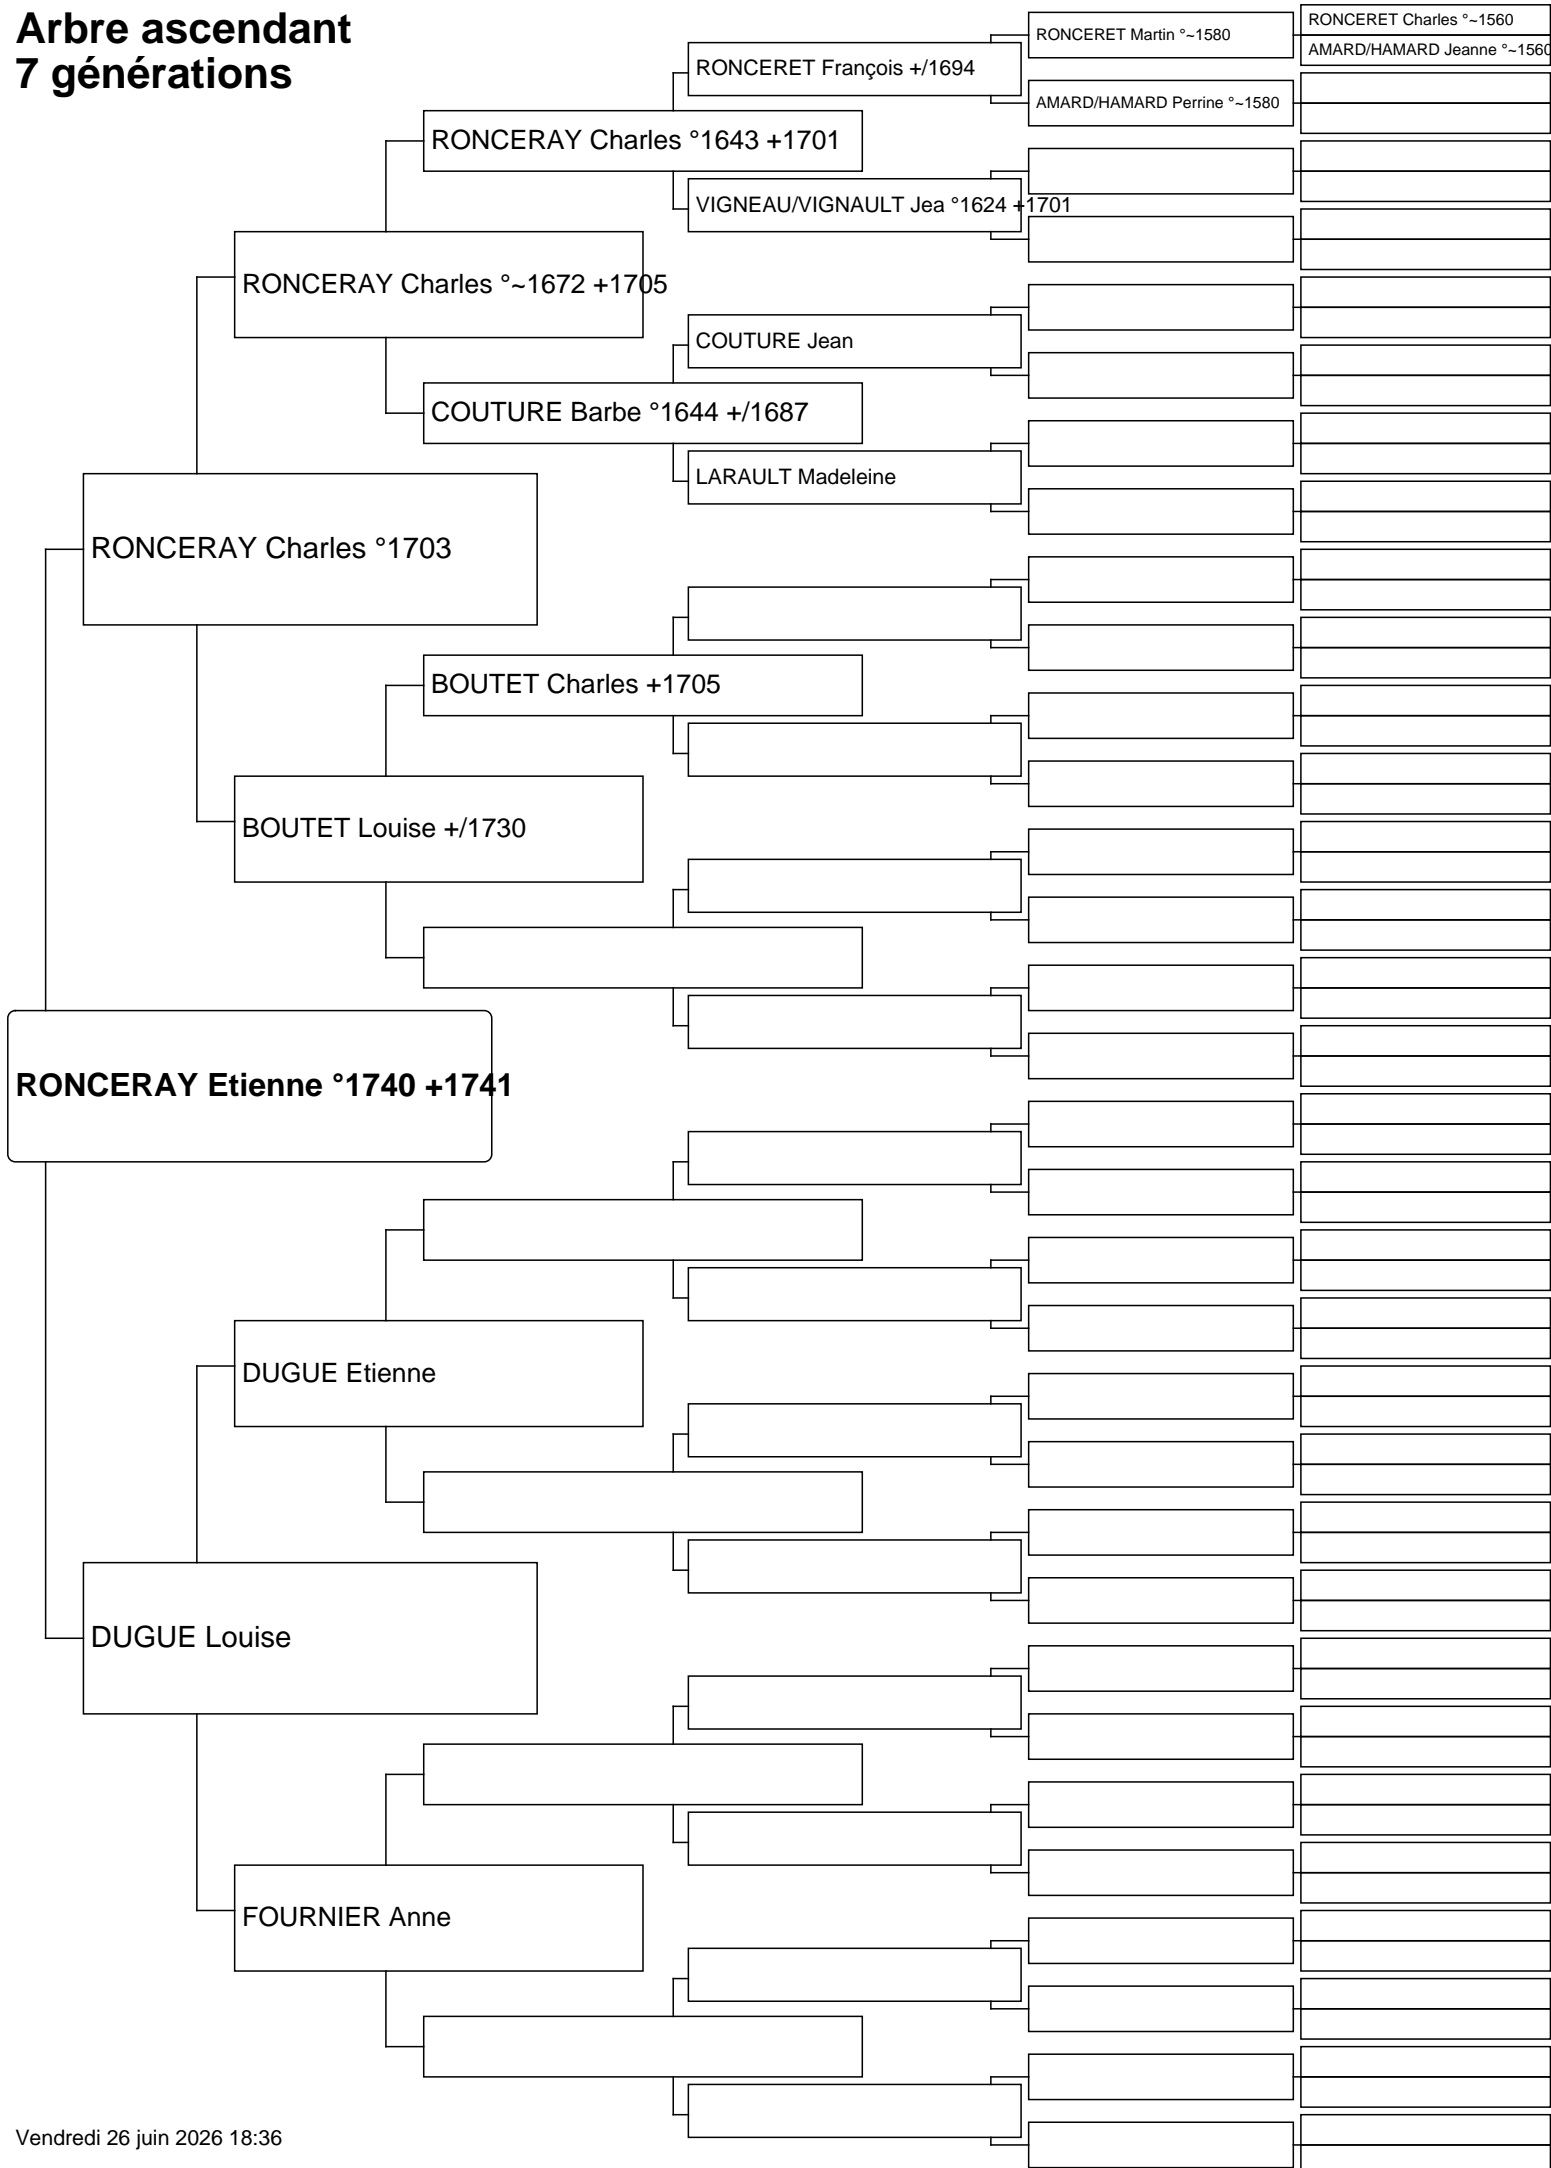 Arbre ascendant
7 générations
RONCERET Charles °~1560
RONCERET Martin °~1580
AMARD/HAMARD Jeanne °~1560
RONCERET François +/1694
AMARD/HAMARD Perrine °~1580
RONCERAY Charles °1643 +1701
VIGNEAU/VIGNAULT Jea °1624 +1701
RONCERAY Charles °~1672 +1705
COUTURE Jean
COUTURE Barbe °1644 +/1687
LARAULT Madeleine
RONCERAY Charles °1703
BOUTET Charles +1705
BOUTET Louise +/1730
RONCERAY Etienne °1740 +1741
DUGUE Etienne
DUGUE Louise
FOURNIER Anne
Vendredi 26 juin 2026 18:36